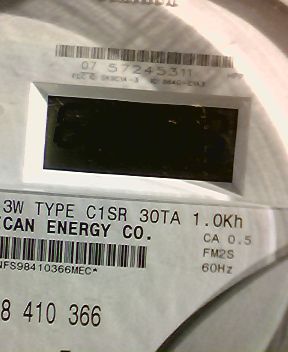 07 57245311
3W TYPE C1SR 30TA 1.0Kh
ICAN ENERGY CO.
CA 0.5
FM2S
NFS98410366MEC*
60Hz
8 410 366